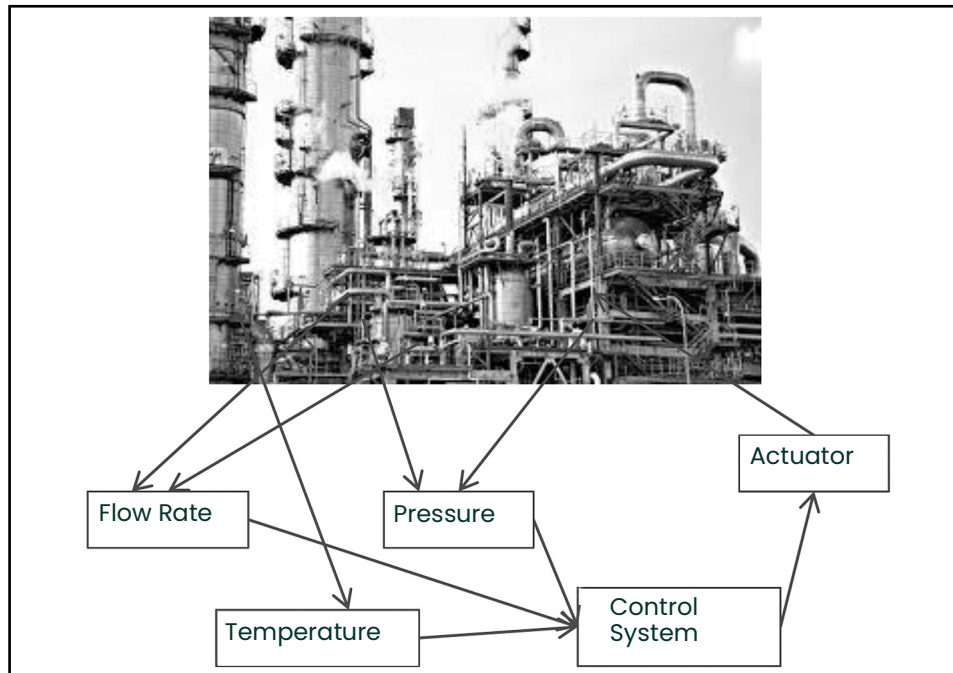 Actuator
Flow Rate
Pressure
Control
System
Temperature